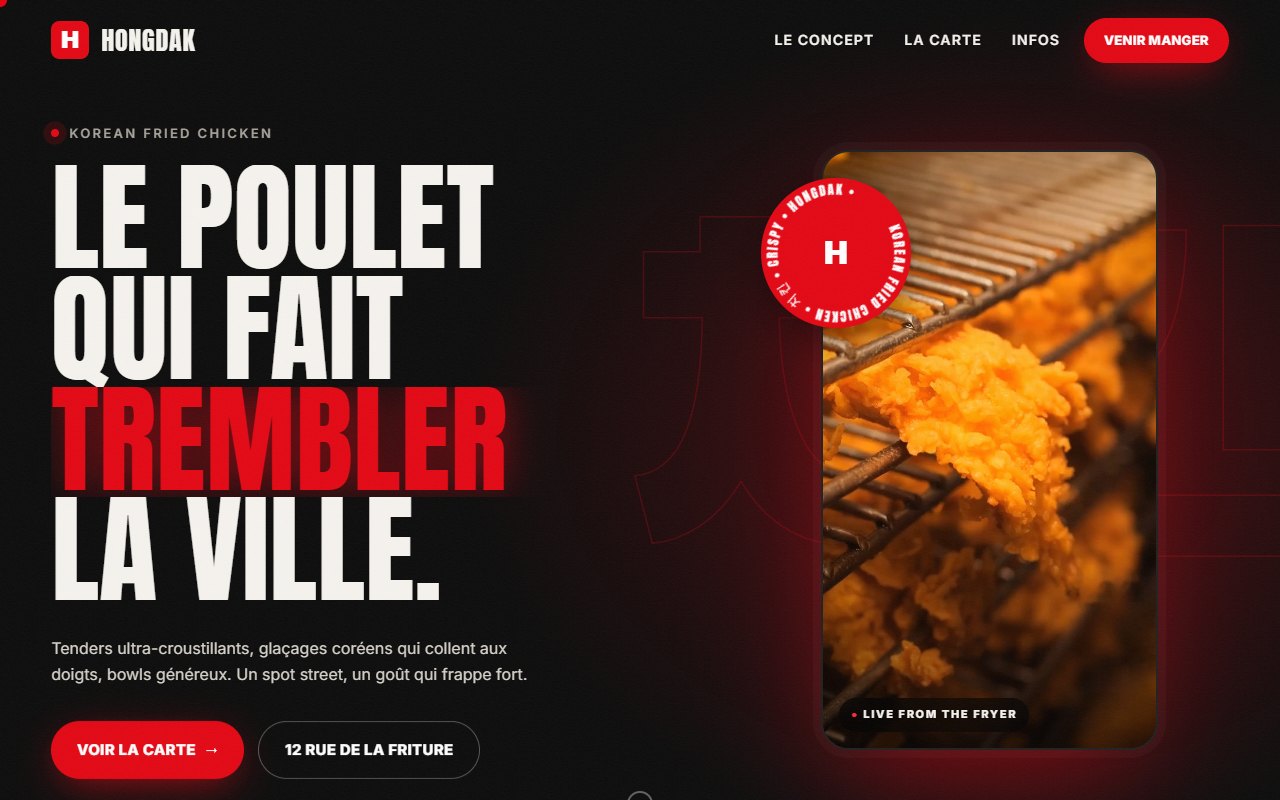 H HONGDAK
LE CONCEPT
LA CARTE
INFOS
VENIR MANGER
KOREAN FRIED CHICKEN
LE POULET
QUI FAIT
TREMBLER
LA VILLE.
Tenders ultra-croustillants, glaçages coréens qui collent aux
doigts, bowls généreux. Un spot street, un goût qui frappe fort.
VOIR LA CARTE →
12 RUE DE LA FRITURE
KOREAN FRIED CHICKEN • 치킨 • CRISPY • HONGDAK •
H
• LIVE FROM THE FRYER